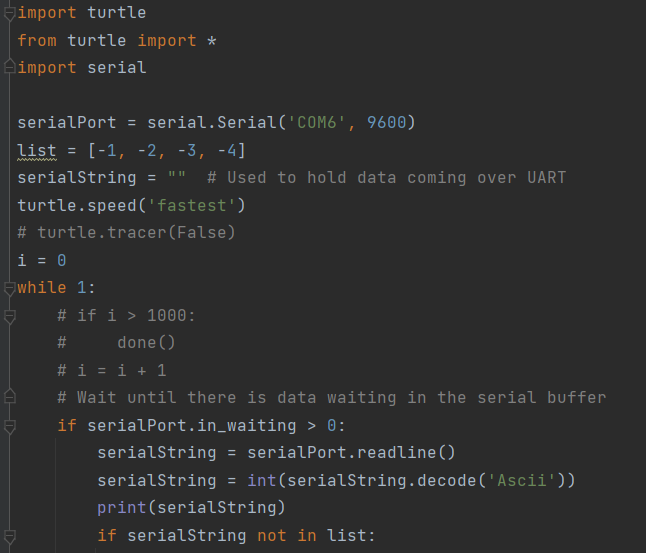 import turtle
from turtle import *
import serial
serialPort = serial.Serial('COM6', 9600)
list = [-1, -2, -3, -4]
serialString = ""  # Used to hold data coming over UART
turtle.speed('fastest')
# turtle.tracer(False)
i = 0
while 1:
    # if i > 1000:
    #     done()
    # i = i + 1
    # Wait until there is data waiting in the serial buffer
    if serialPort.in_waiting > 0:
        serialString = serialPort.readline()
        serialString = int(serialString.decode('Ascii'))
        print(serialString)
        if serialString not in list: